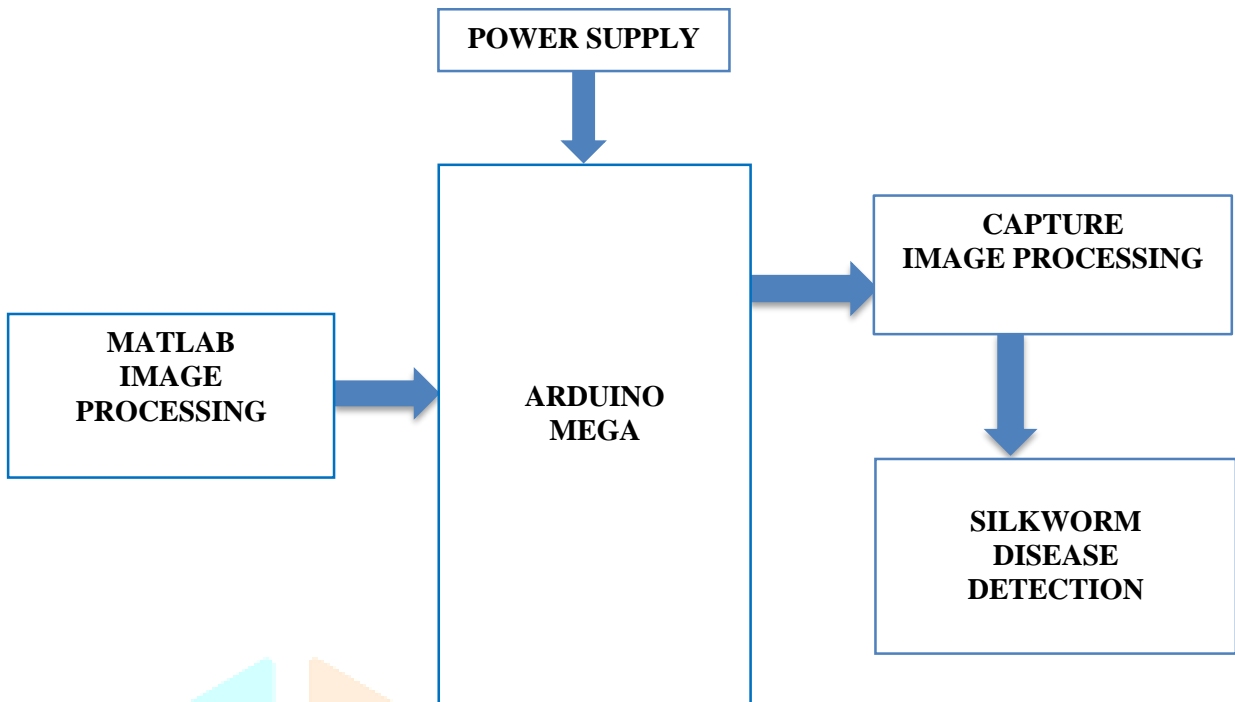 POWER SUPPLY
MATLAB
IMAGE
PROCESSING
ARDUINO
MEGA
CAPTURE
IMAGE PROCESSING
SILKWORM
DISEASE
DETECTION